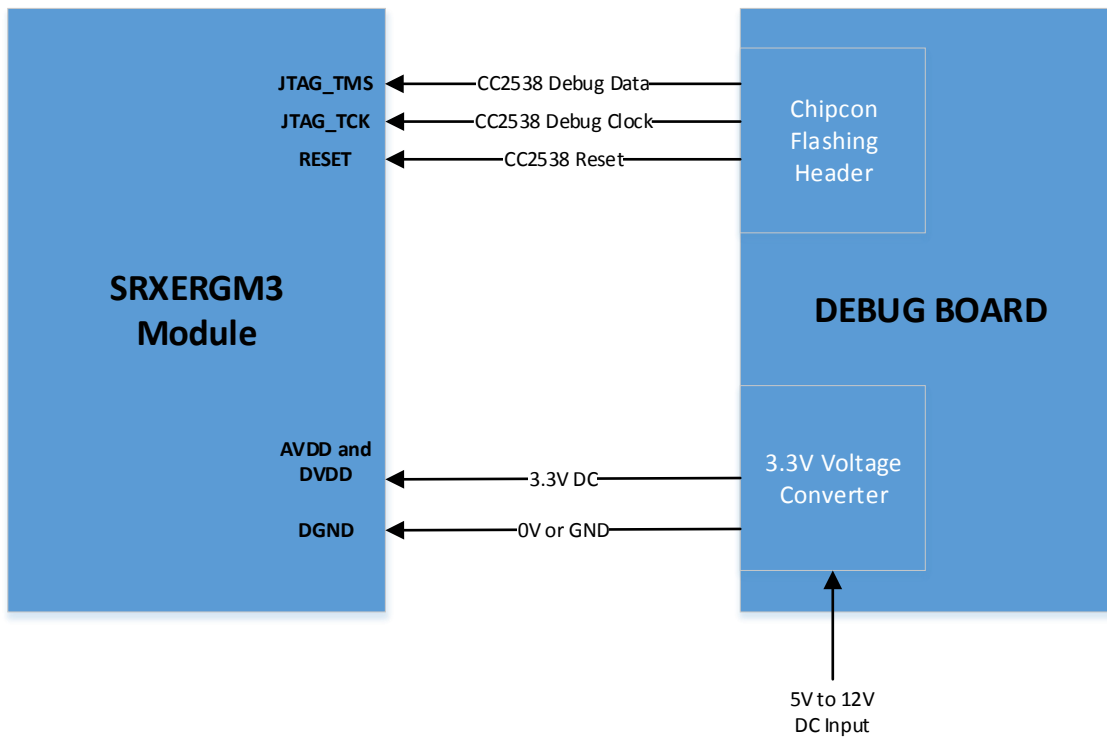 JTAG_TMS
CC2538 Debug Data
JTAG_TCK
CC2538 Debug Clock
RESET
CC2538 Reset
Chipcon
Flashing
Header
SRXERGM3
Module
DEBUG BOARD
AVDD and
DVDD
3.3V DC
DGND
0V or GND
3.3V Voltage
Converter
5V to 12V
DC Input